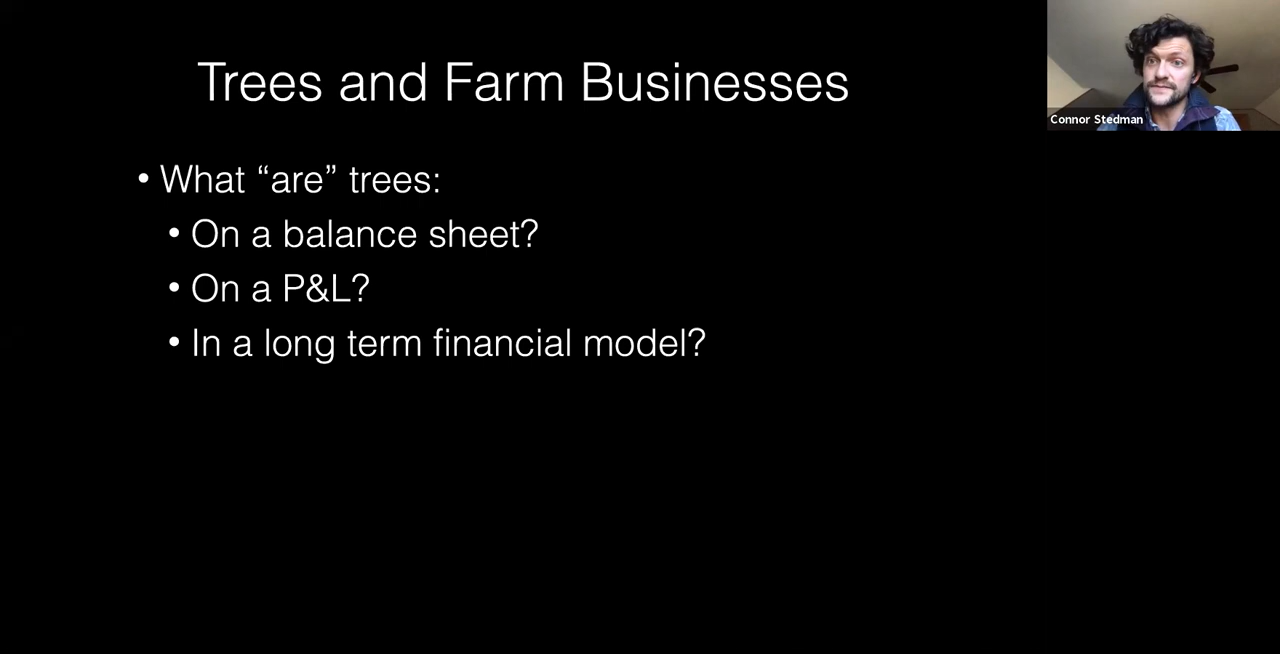 Trees and Farm Businesses
Connor Stedman
• What “are” trees:
• On a balance sheet?
• On a P&L?
• In a long term financial model?